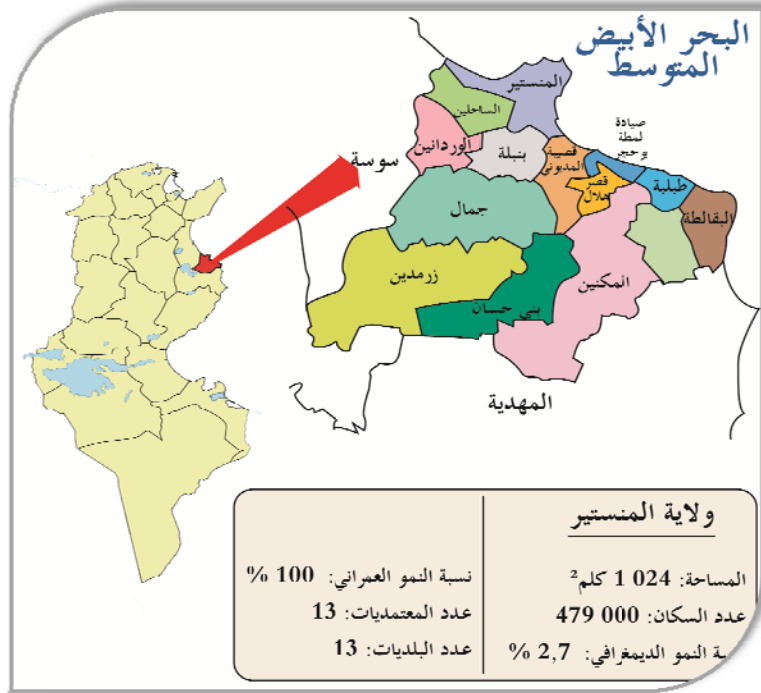 البحر الأبيض
المتوسط
المنستير
الساحلين
صيادة
لمطة
بوحجر
الوردانين
بنبلة
قصيبة
المديوني
سوسة
قصر
هلال
طبلبة
البقالطة
جمال
المكنين
زرمدين
بني حسان
المهدية
ولاية المنستير
المساحة: 024 1 كلم²
عدد السكان: 000 479
ـبة النمو الديمغرافي: 2,7 %
نسبة النمو العمراني: 100 %
عدد المعتمديات: 13
عدد البلديات: 13